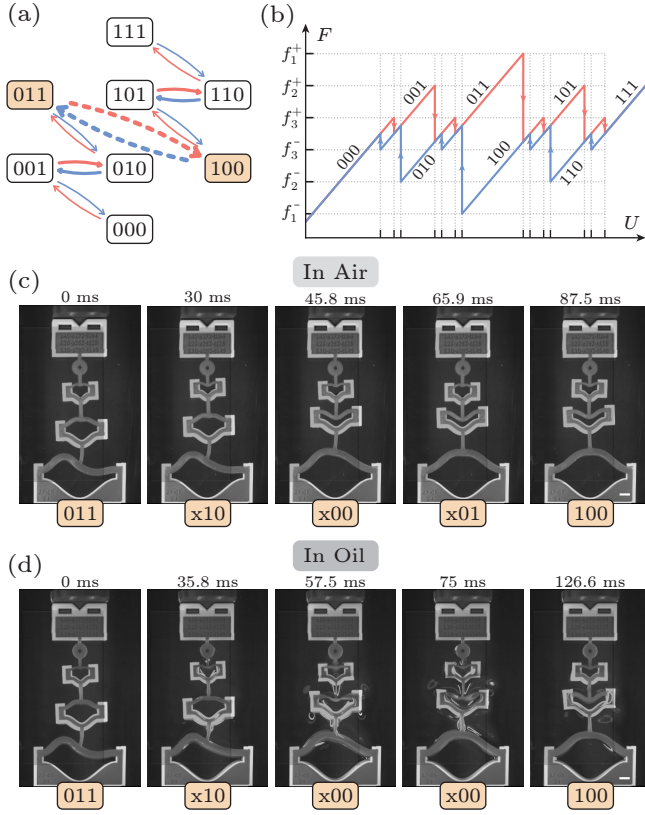 (a)
111
011
101
110
001
010
100
000
(b)
F
f₁⁺
f₂⁺
f₃⁺
f₃⁻
f₂⁻
f₁⁻
000
001
010
011
100
101
110
111
U
In Air
(c)
0 ms
30 ms
45.8 ms
65.9 ms
87.5 ms
011
x10
x00
x01
100
In Oil
(d)
0 ms
35.8 ms
57.5 ms
75 ms
126.6 ms
011
x10
x00
x00
100